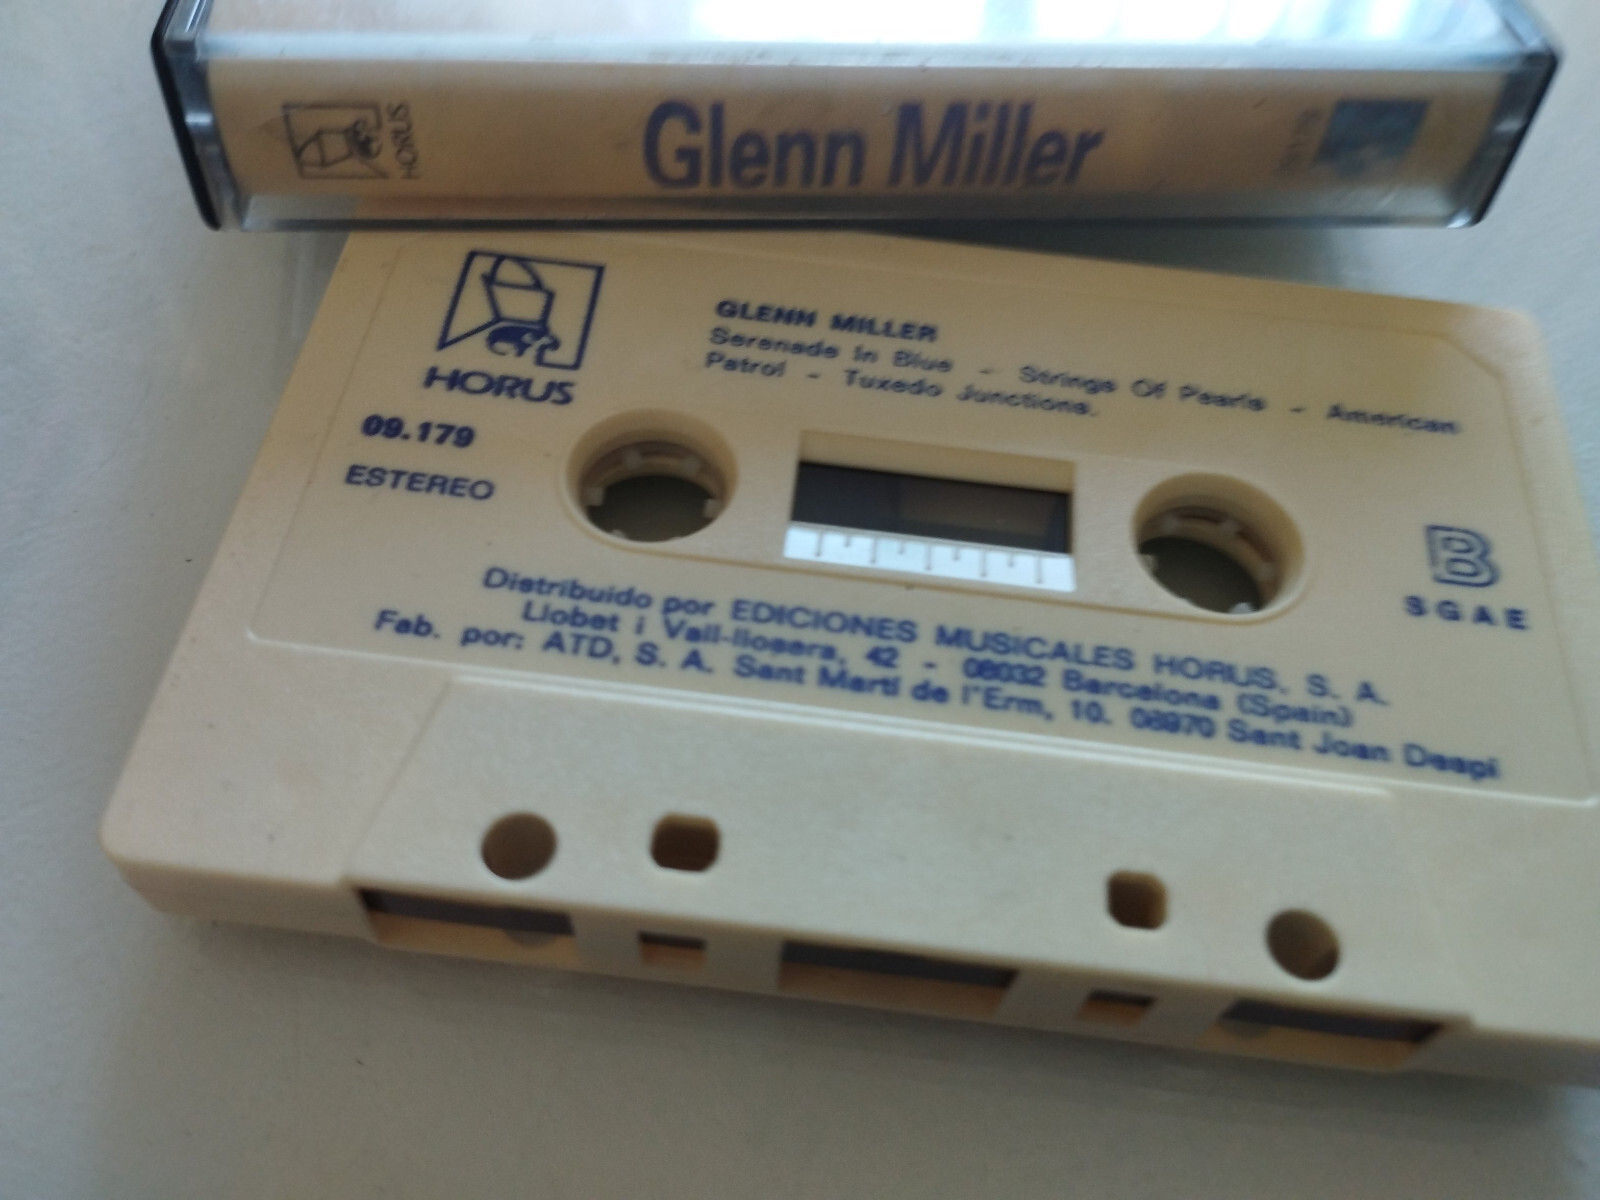 HORUS
Glenn Miller
HORUS
09.179
ESTEREO
GLENN MILLER
Serenade in Blue - Strings Of Pearls - American
Patrol - Tuxedo Junctions.
B
SGAE
Distribuido por EDICIONES MUSICALES HORUS, S. A.
Llobet i Vall-llosera, 42 - 08032 Barcelona (Spain)
Fab. por: ATD, S. A. Sant Martí de l'Erm, 10. 08970 Sant Joan Despi